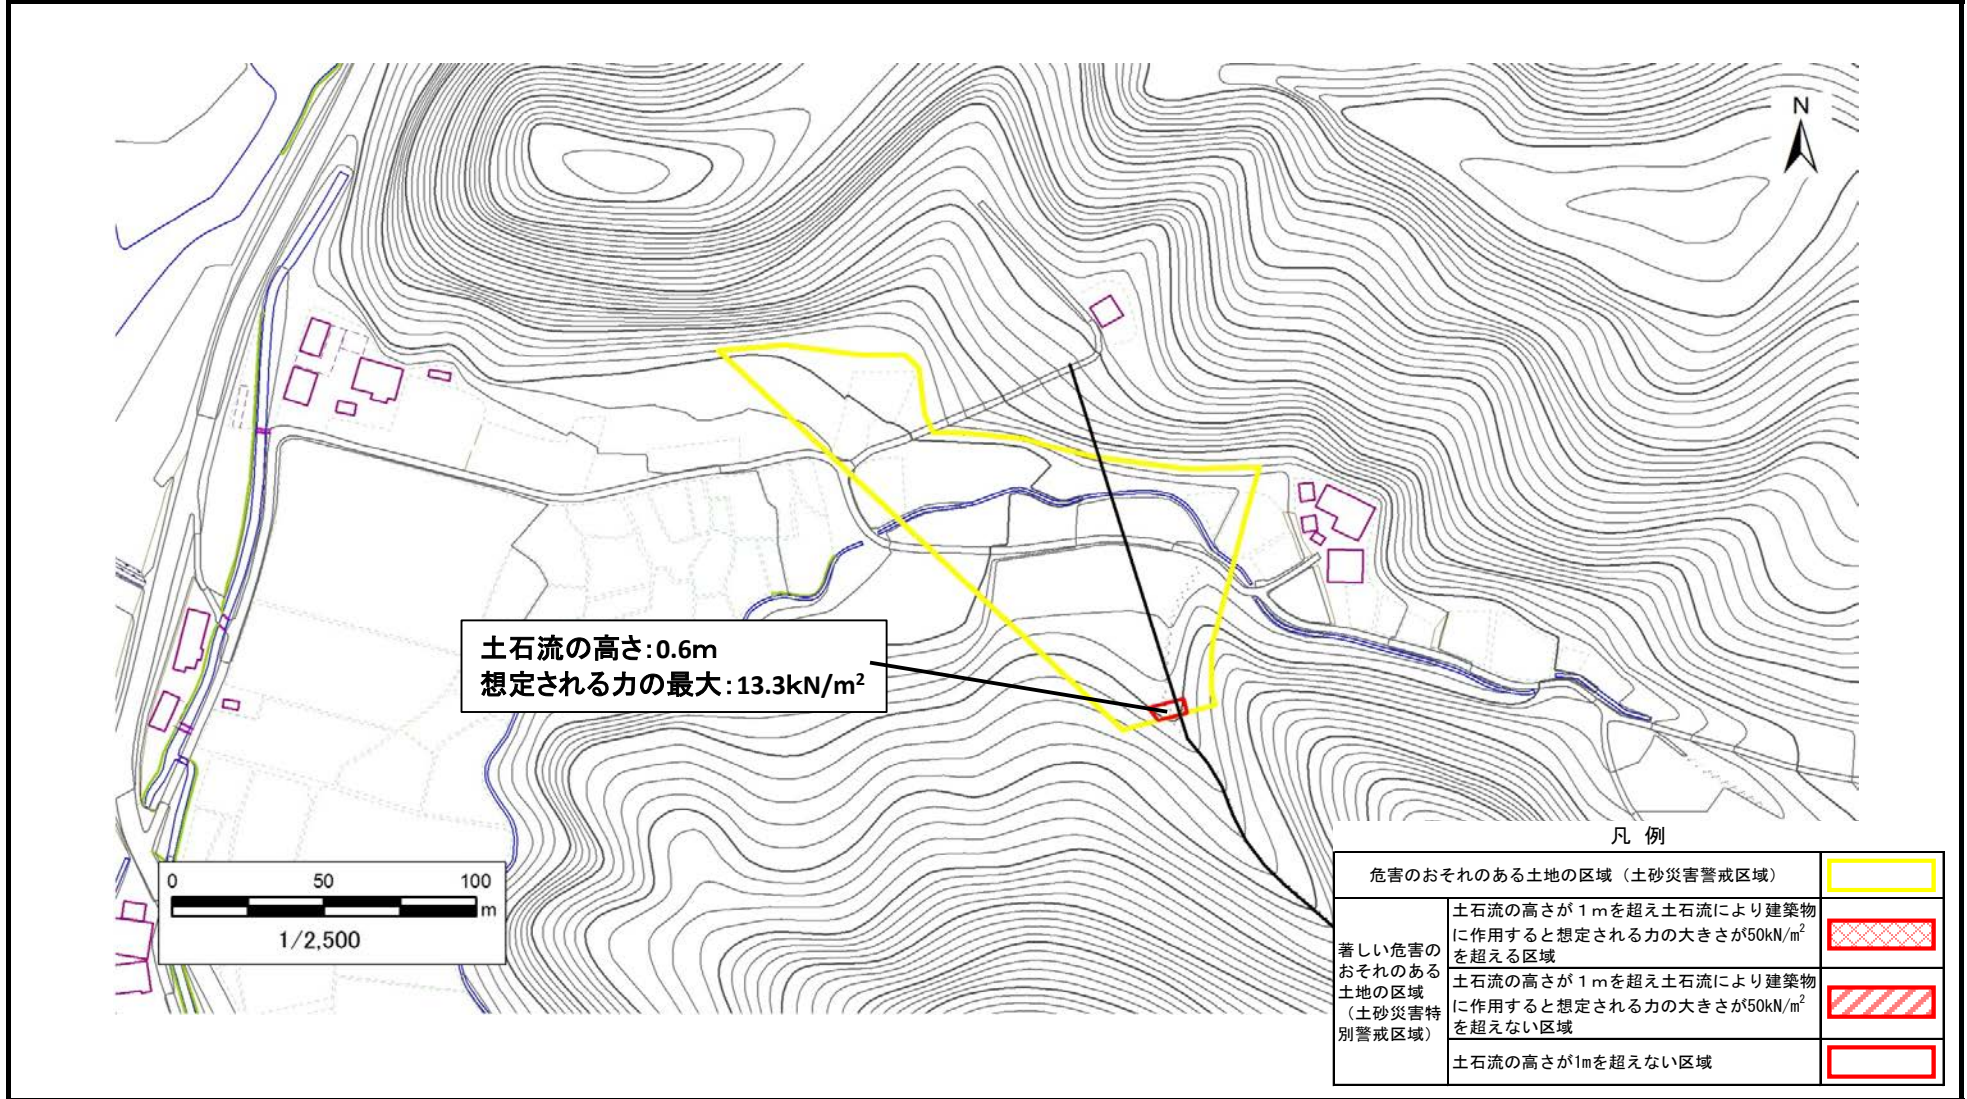 N
土石流の高さ:0.6m
想定される力の最大:13.3kN/m²
0 50 100
m
1/2,500
凡 例
危害のおそれのある土地の区域（土砂災害警戒区域）
著しい危害の
おそれのある
土地の区域
（土砂災害特
別警戒区域）
土石流の高さが１ｍを超え土石流により建築物
に作用すると想定される力の大きさが50kN/㎡
を超える区域
土石流の高さが１ｍを超え土石流により建築物
に作用すると想定される力の大きさが50kN/㎡
を超えない区域
土石流の高さが1mを超えない区域